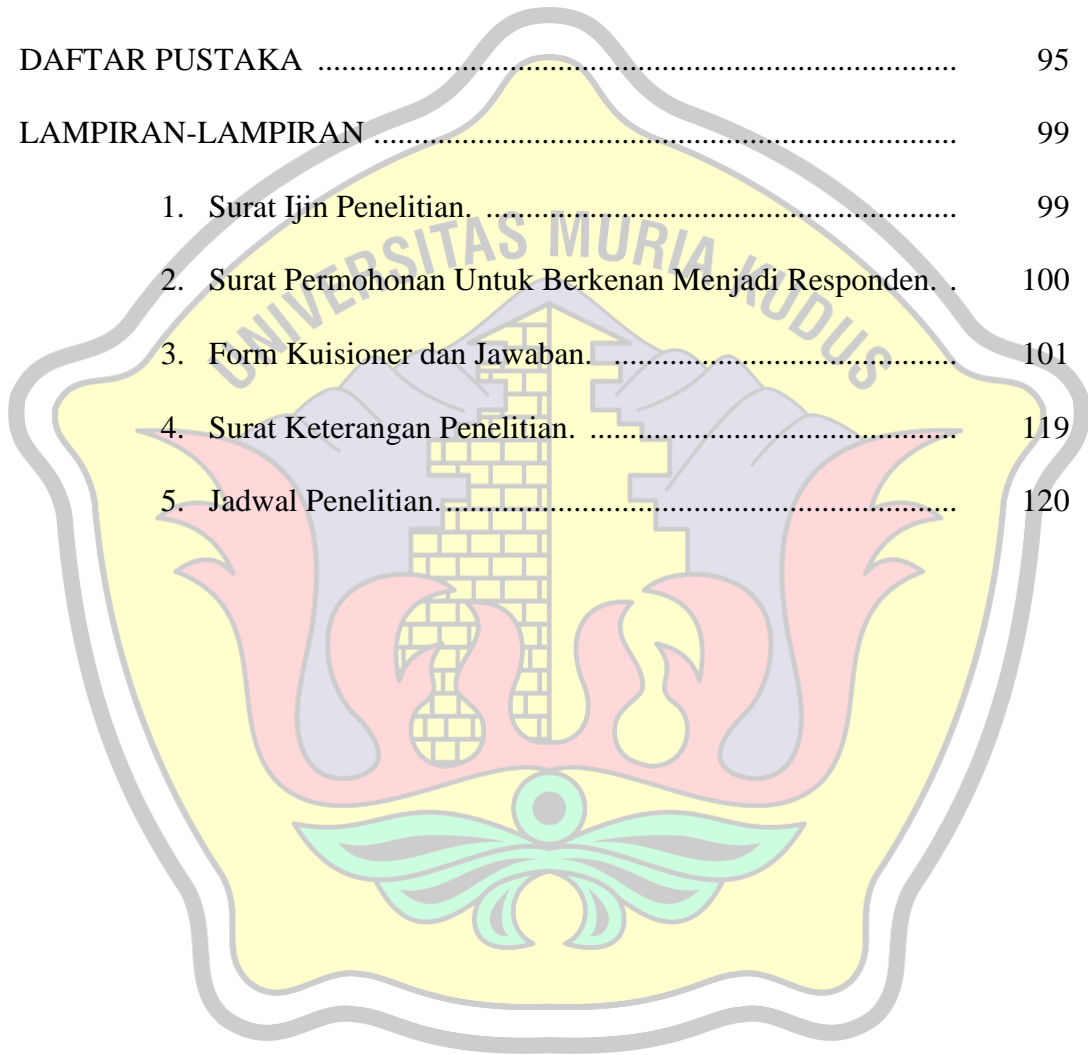 DAFTAR PUSTAKA ................................................................................. 95
LAMPIRAN-LAMPIRAN .......................................................................... 99
1. Surat Ijin Penelitian. ............................................................ 99
UNIVERSITAS MURIA KUDUS
2. Surat Permohonan Untuk Berkenan Menjadi Responden. . 100
3. Form Kuisioner dan Jawaban. ............................................ 101
4. Surat Keterangan Penelitian. ............................................... 119
5. Jadwal Penelitian. ................................................................. 120